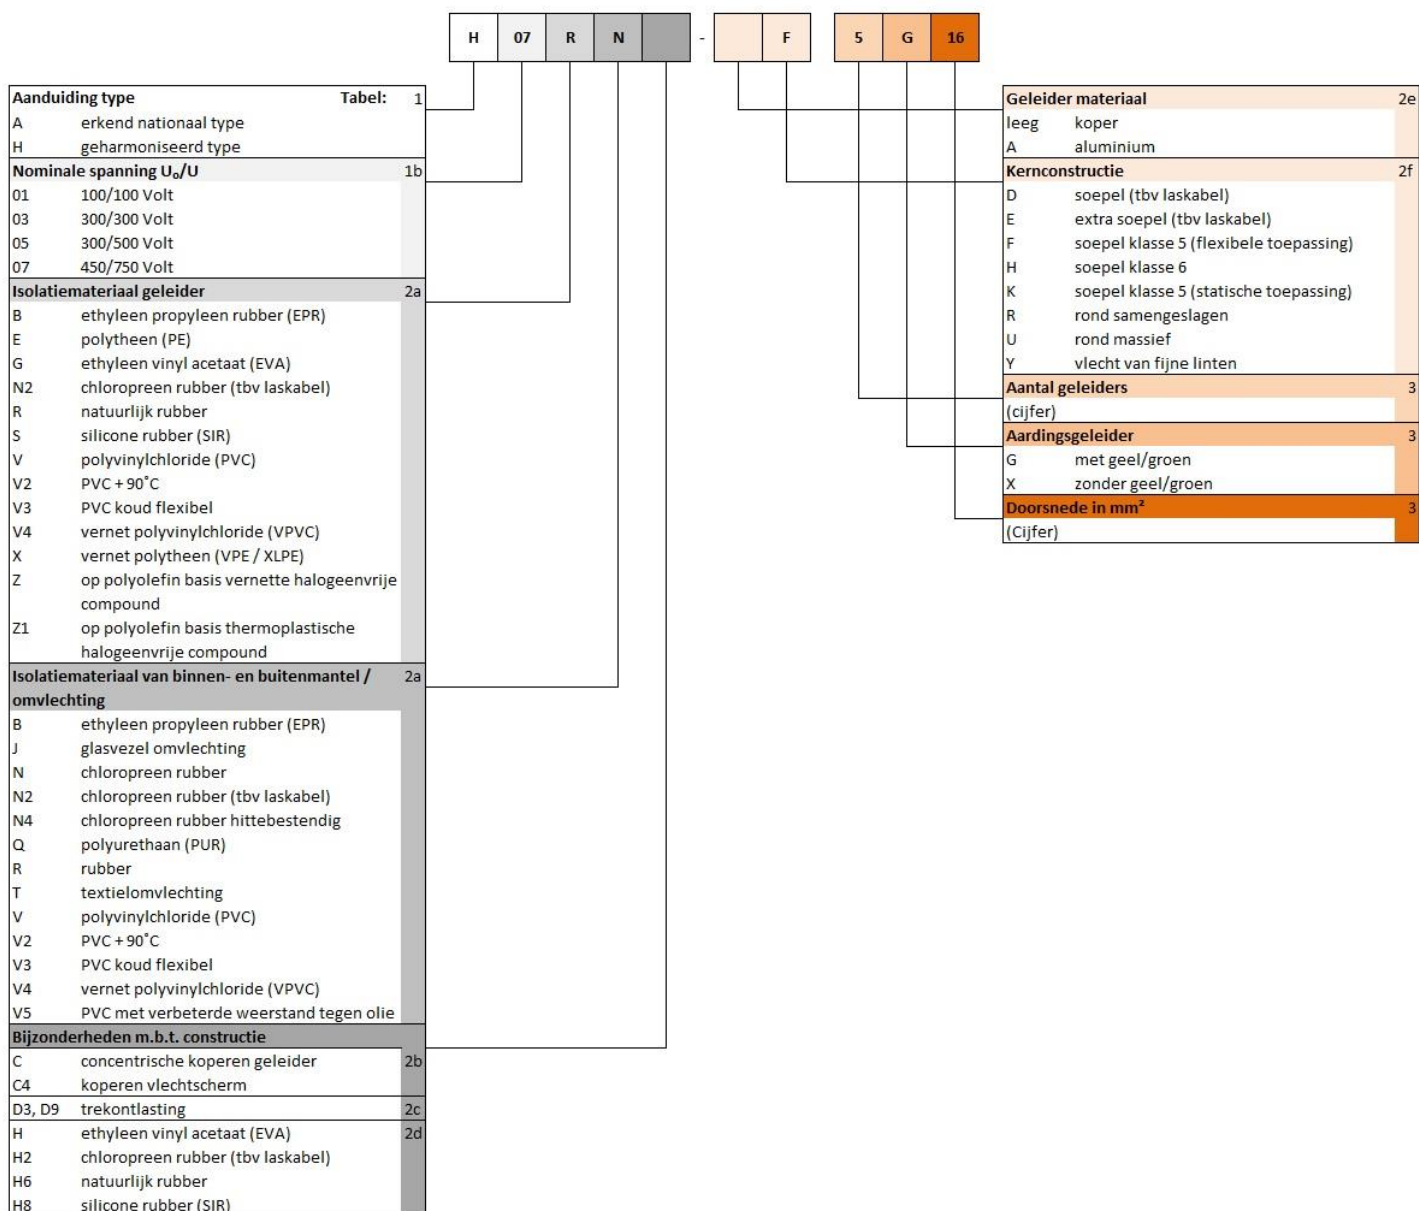 H 07 R N - F 5 G 16
Aanduiding type Tabel: 1
A erkend nationaal type
H geharmoniseerd type
Nominale spanning U₀/U 1b
01 100/100 Volt
03 300/300 Volt
05 300/500 Volt
07 450/750 Volt
Isolatiemateriaal geleider 2a
B ethyleen propyleen rubber (EPR)
E polytheen (PE)
G ethyleen vinyl acetaat (EVA)
N2 chloropreen rubber (tbv laskabel)
R natuurlijk rubber
S silicone rubber (SIR)
V polyvinylchloride (PVC)
V2 PVC + 90°C
V3 PVC koud flexibel
V4 vernet polyvinylchloride (VPVC)
X vernet polytheen (VPE / XLPE)
Z op polyolefin basis vernette halogeenvrije
compound
Z1 op polyolefin basis thermoplastische
halogeenvrije compound
Isolatiemateriaal van binnen- en buitenmantel / 2a
omvlechting
B ethyleen propyleen rubber (EPR)
J glasvezel omvlechting
N chloropreen rubber
N2 chloropreen rubber (tbv laskabel)
N4 chloropreen rubber hittebestendig
Q polyurethaan (PUR)
R rubber
T textielomvlechting
V polyvinylchloride (PVC)
V2 PVC + 90°C
V3 PVC koud flexibel
V4 vernet polyvinylchloride (VPVC)
V5 PVC met verbeterde weerstand tegen olie
Bijzonderheden m.b.t. constructie
C concentrische koperen geleider 2b
C4 koperen vlechtscherm
D3, D9 trekontlasting 2c
H ethyleen vinyl acetaat (EVA) 2d
H2 chloropreen rubber (tbv laskabel)
H6 natuurlijk rubber
H8 silicone rubber (SIR)
Geleider materiaal 2e
leeg koper
A aluminium
Kernconstructie 2f
D soepel (tbv laskabel)
E extra soepel (tbv laskabel)
F soepel klasse 5 (flexibele toepassing)
H soepel klasse 6
K soepel klasse 5 (statische toepassing)
R rond samengeslagen
U rond massief
Y vlecht van fijne linten
Aantal geleiders 3
(cijfer)
Aardingsgeleider 3
G met geel/groen
X zonder geel/groen
Doorsnede in mm² 3
(Cijfer)